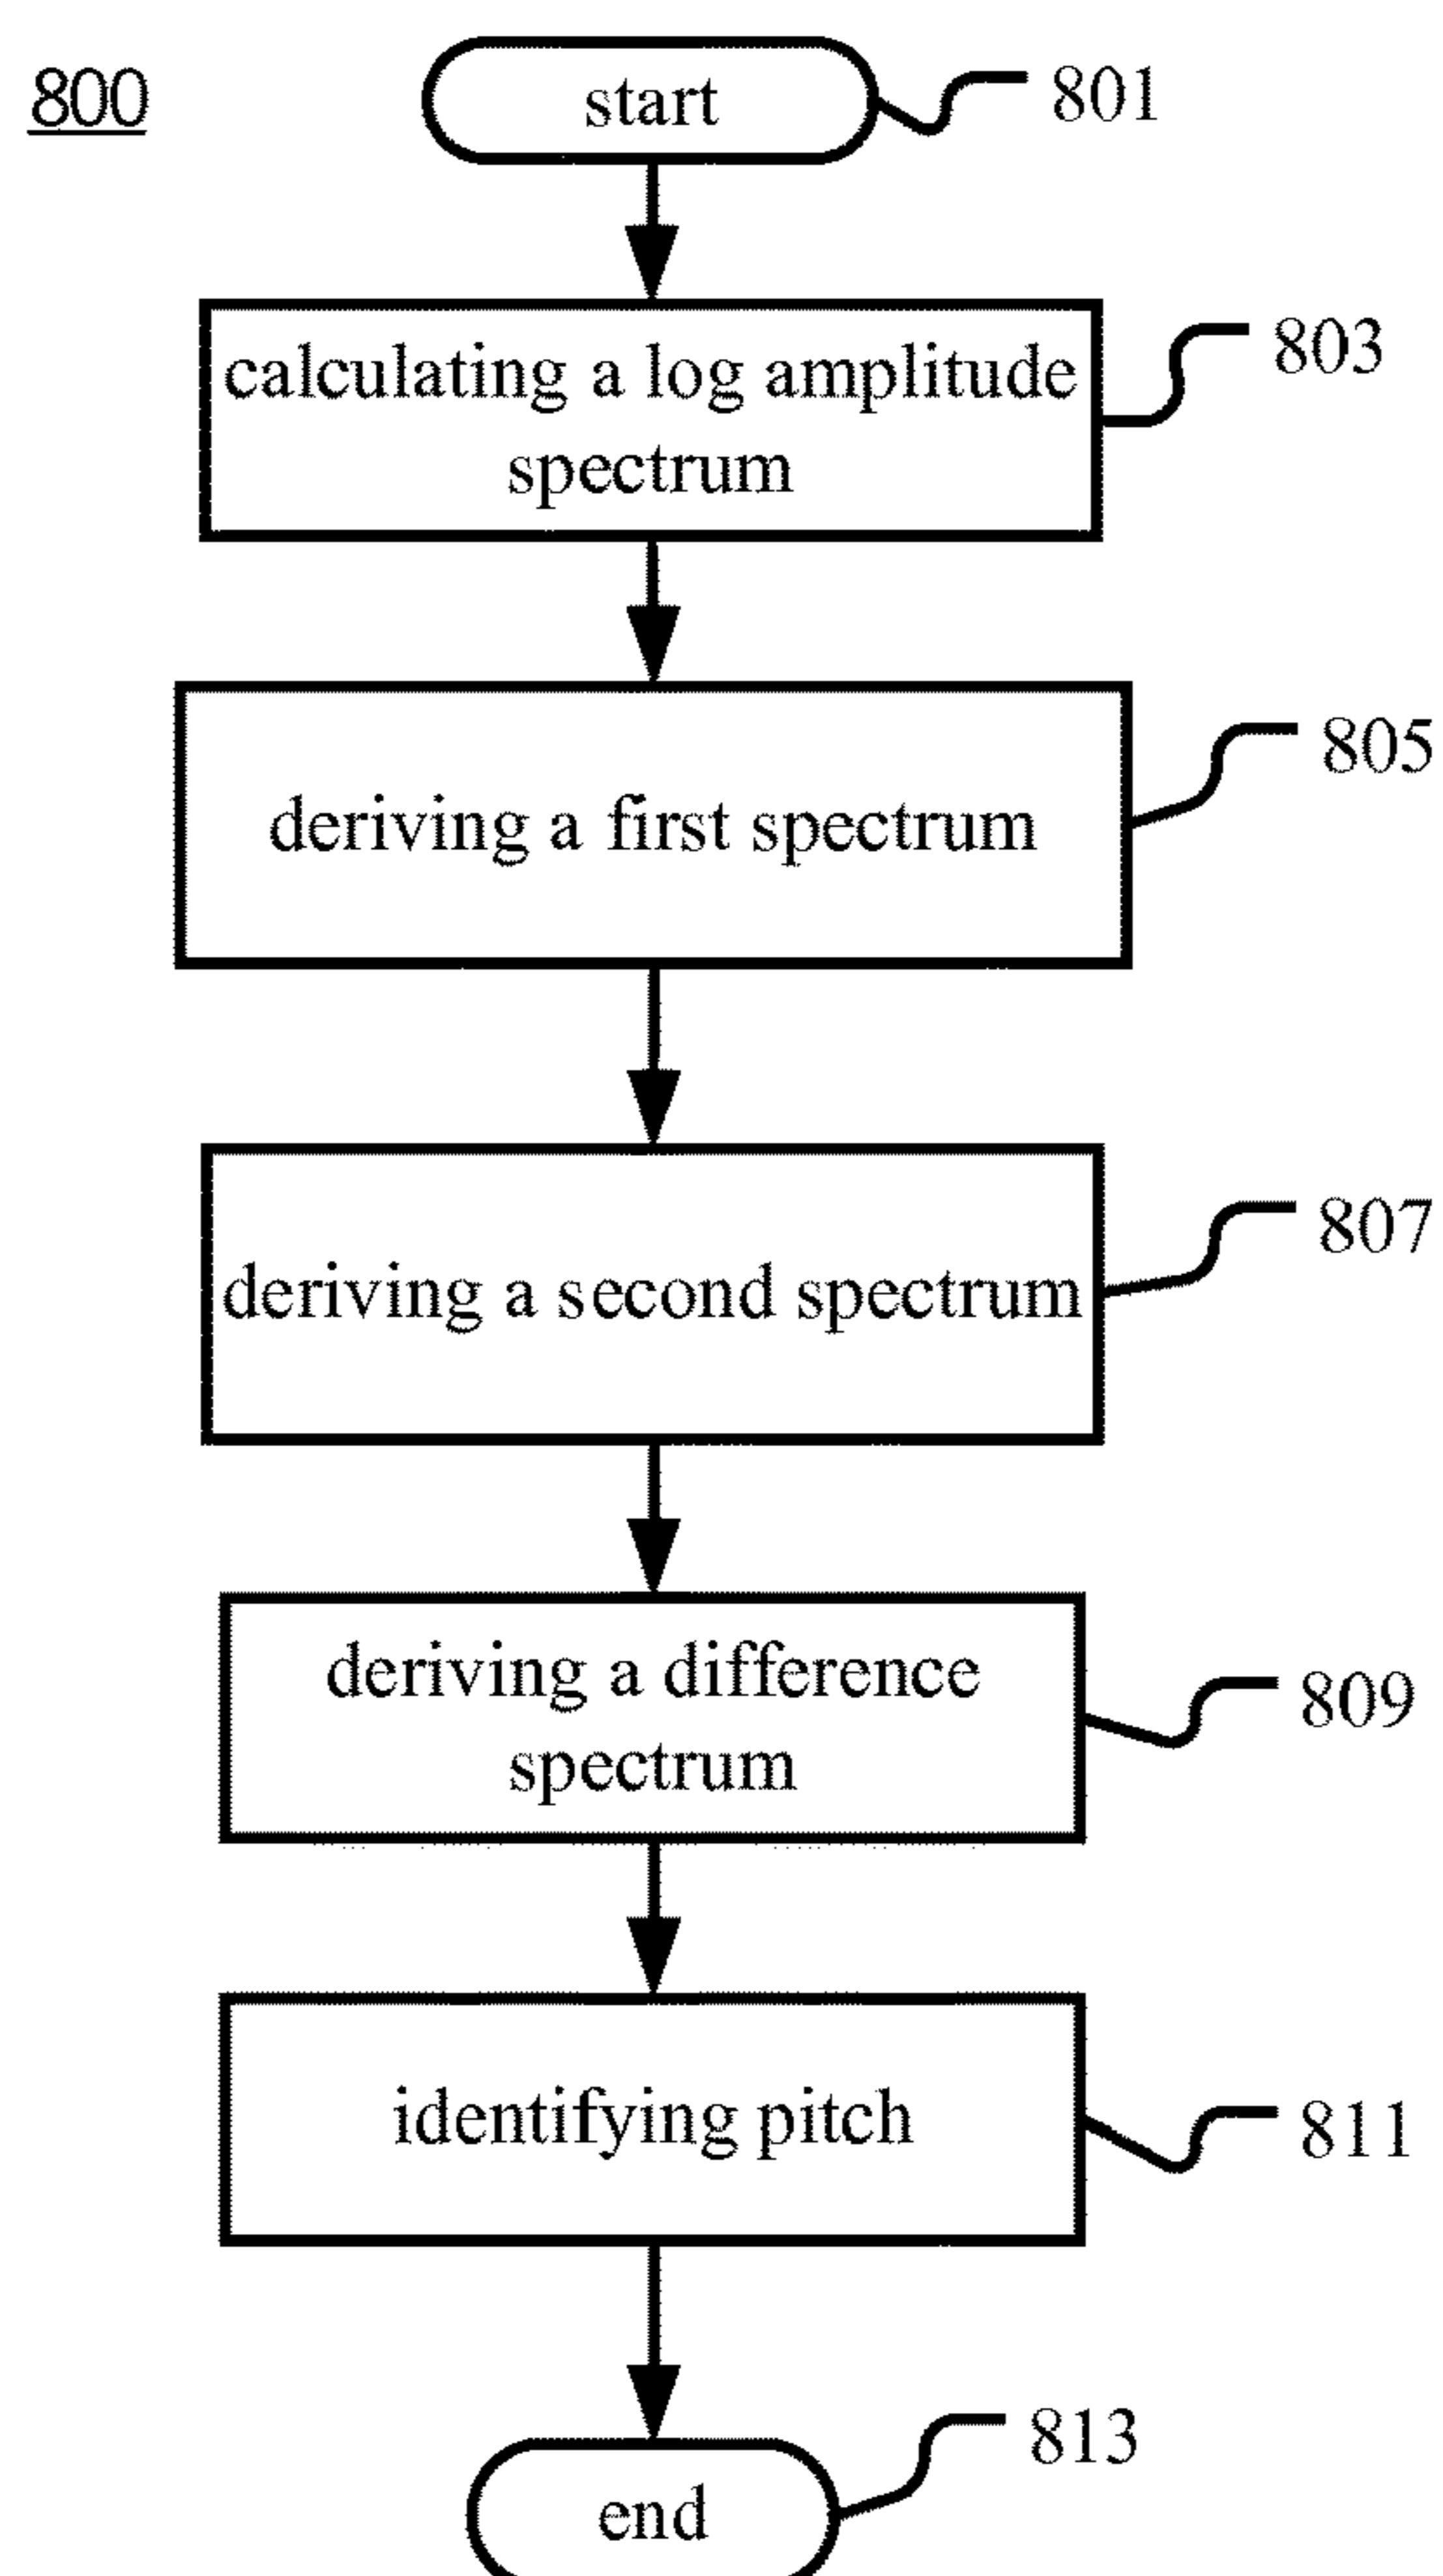 800
start
801
calculating a log amplitude
spectrum
803
deriving a first spectrum
805
deriving a second spectrum
807
deriving a difference
spectrum
809
identifying pitch
811
end
813